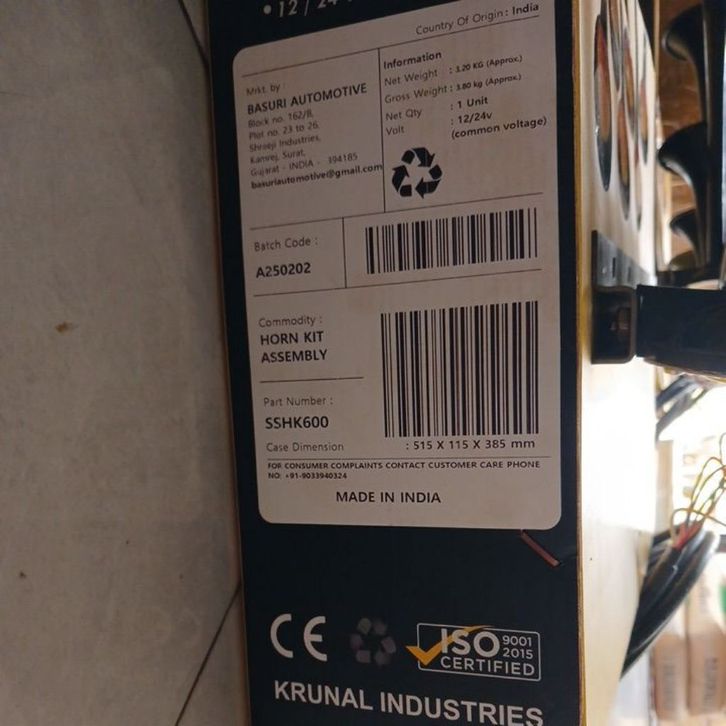 • 12 / 24
Country Of Origin : India
Mrkt. by :
BASURI AUTOMOTIVE
Block no. 162/B,
Plot no. 23 to 26,
Shreeji Industries,
Kamrej, Surat,
Gujarat - INDIA - 394185
basuriautomotive@gmail.com
Information
Net Weight : 3.20 KG (Approx.)
Gross Weight : 3.80 kg (Approx.)
Net Qty : 1 Unit
Volt : 12/24v
(common voltage)
Batch Code :
A250202
Commodity :
HORN KIT
ASSEMBLY
Part Number :
SSHK600
Case Dimension : 515 X 115 X 385 mm
FOR CONSUMER COMPLAINTS CONTACT CUSTOMER CARE PHONE
NO: +91-9033940324
MADE IN INDIA
CE
ISO 9001
2015
CERTIFIED
KRUNAL INDUSTRIES